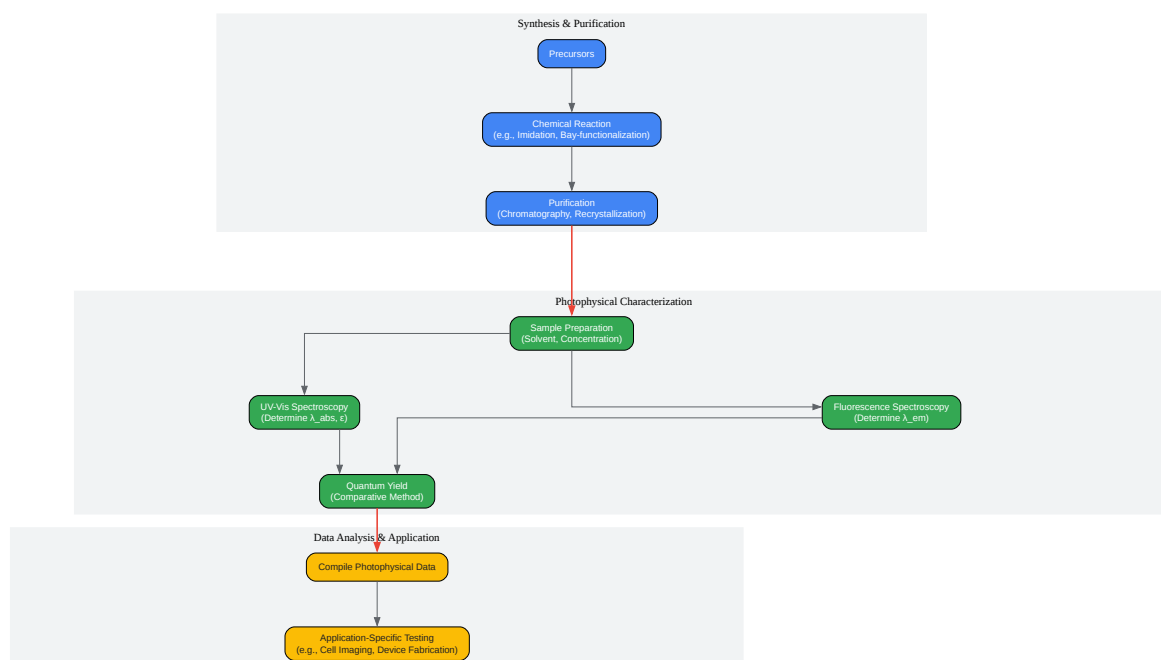 Synthesis & Purification
Precursors
Chemical Reaction
(e.g., Imidation, Bay-functionalization)
Purification
(Chromatography, Recrystallization)
Photophysical Characterization
Sample Preparation
(Solvent, Concentration)
UV-Vis Spectroscopy
(Determine λ_abs, ε)
Fluorescence Spectroscopy
(Determine λ_em)
Quantum Yield
(Comparative Method)
Data Analysis & Application
Compile Photophysical Data
Application-Specific Testing
(e.g., Cell Imaging, Device Fabrication)